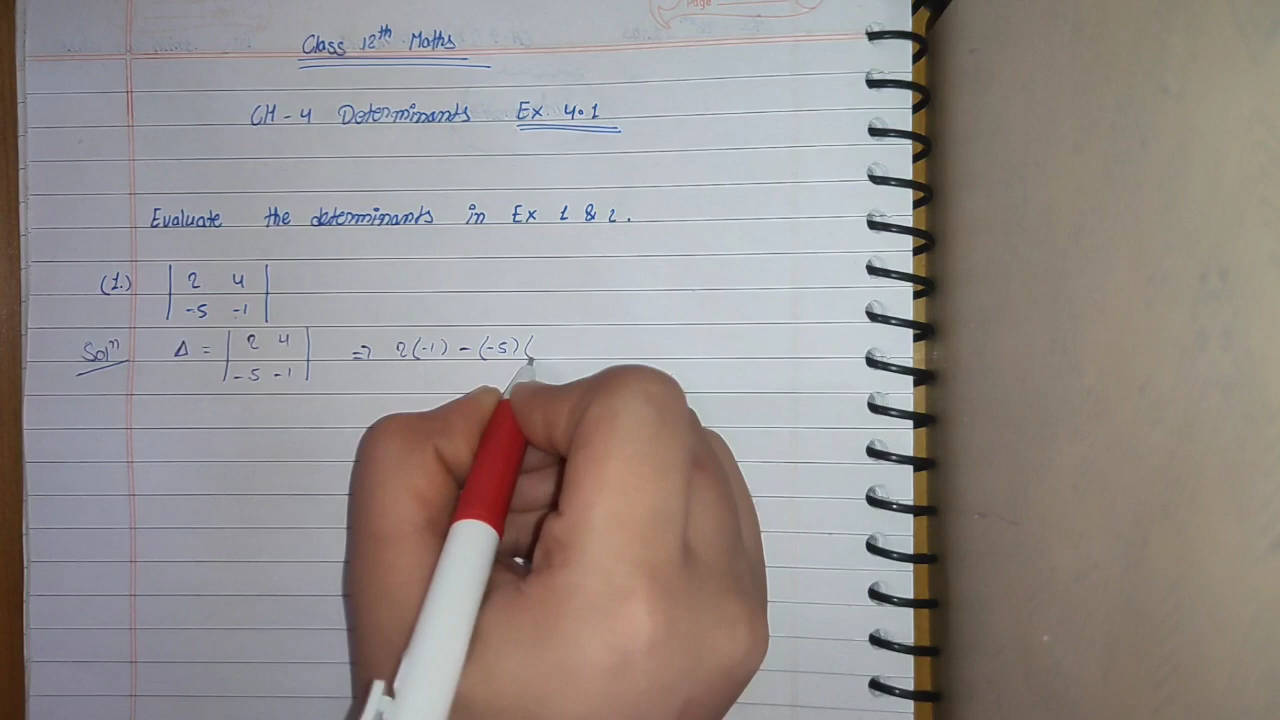 Page
Class 12th Maths
CH-4 Determinants Ex. 4.1
Evaluate the determinants in Ex 1 & 2.
(1.) | 2 4 |
| -5 -1 |
Solⁿ Δ = | 2 4 | ⇒ 2(-1) - (-5)(
| -5 -1 |